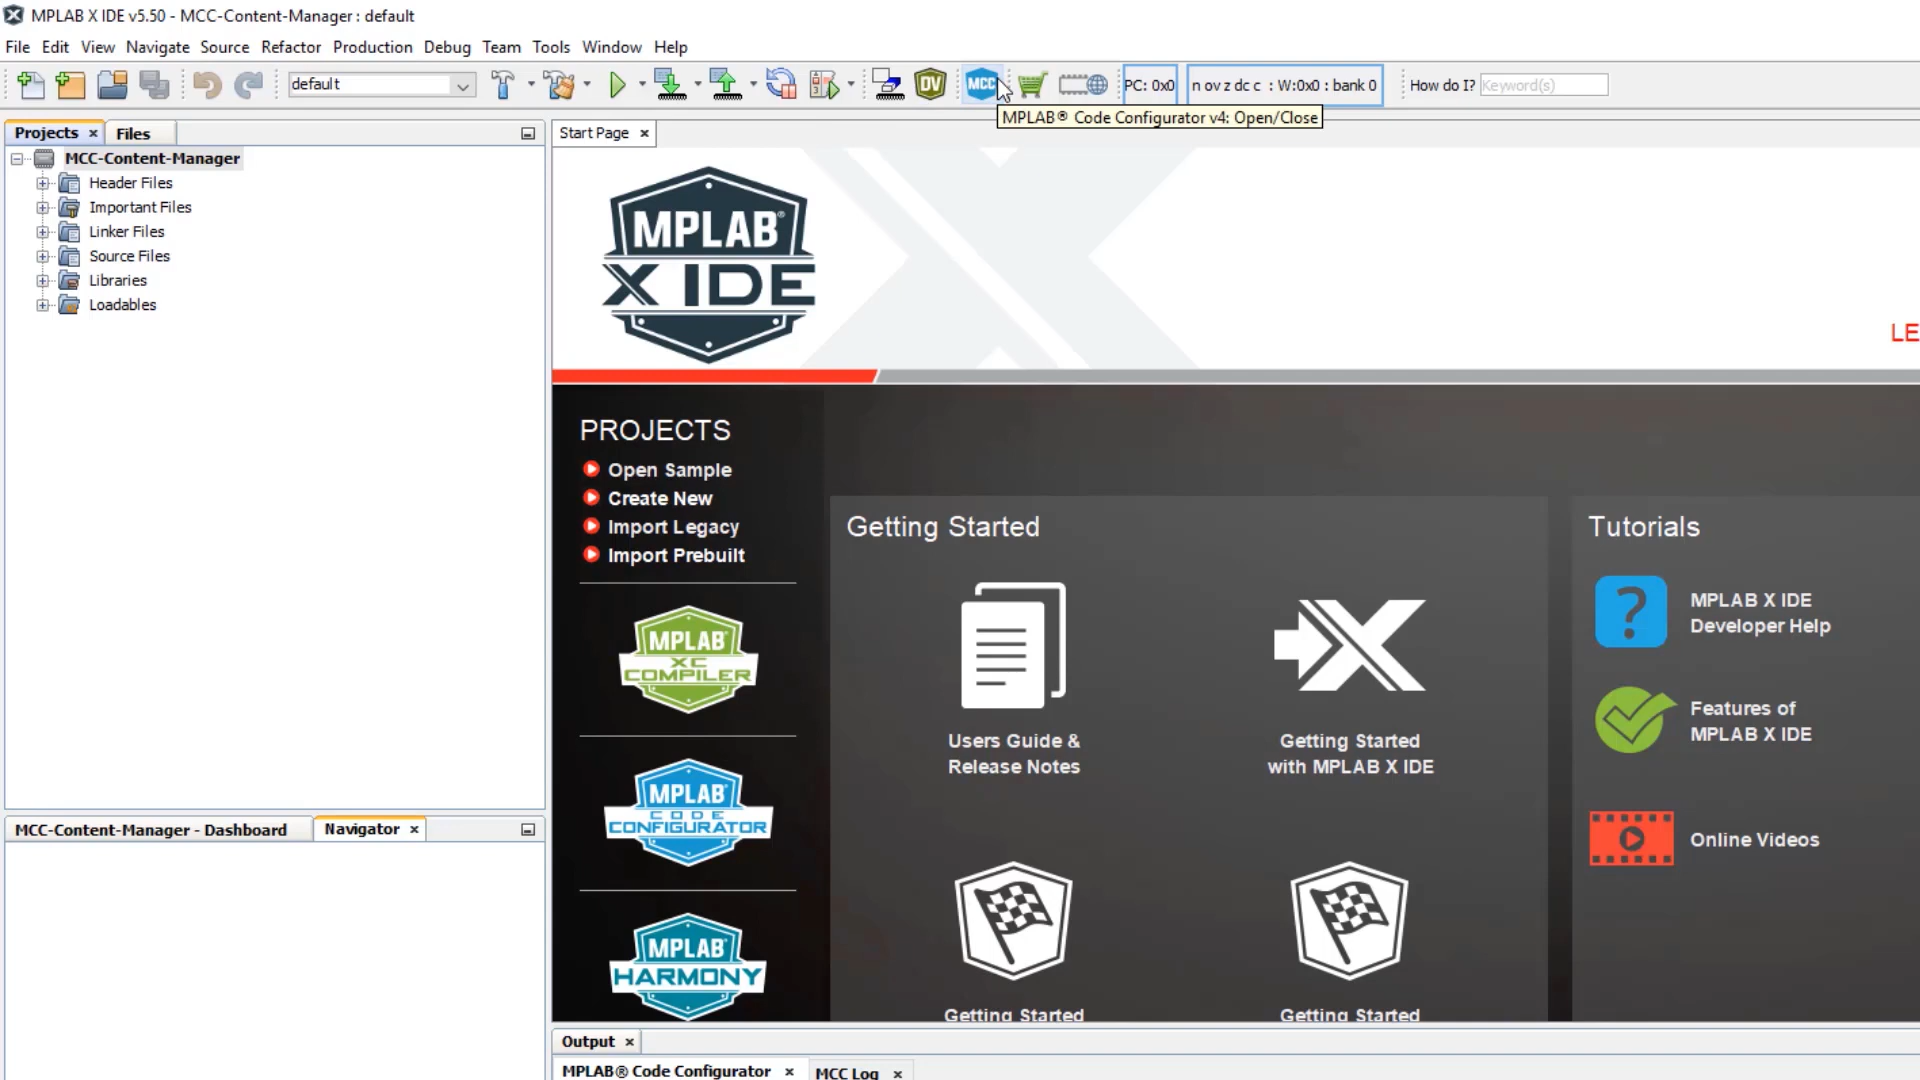 MPLAB X IDE v5.50 - MCC-Content-Manager : default
File Edit View Navigate Source Refactor Production Debug Team Tools Window Help
default
DV
MCC
PC: 0x0
n ov z dc c : W:0x0 : bank 0
How do I? Keyword(s)
MPLAB® Code Configurator v4: Open/Close
Projects
Files
Start Page
MCC-Content-Manager
Header Files
Important Files
Linker Files
Source Files
Libraries
Loadables
MPLAB®
X IDE
LE
PROJECTS
Open Sample
Create New
Import Legacy
Import Prebuilt
MPLAB®
XC
COMPILER
MPLAB®
CODE
CONFIGURATOR
MPLAB®
HARMONY
Getting Started
Users Guide &
Release Notes
Getting Started
with MPLAB X IDE
Getting Started
Getting Started
Tutorials
?
MPLAB X IDE
Developer Help
Features of
MPLAB X IDE
Online Videos
MCC-Content-Manager - Dashboard
Navigator
Output
MPLAB® Code Configurator
MCC Log